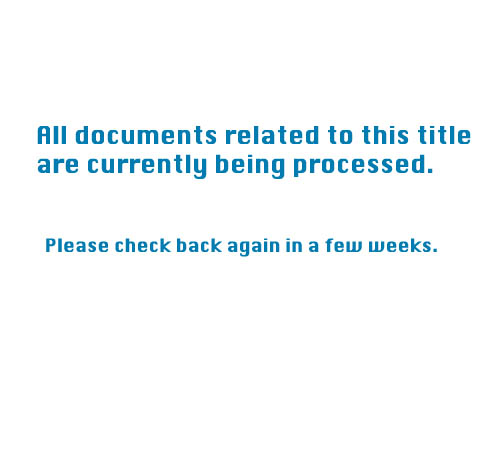 All documents related to this title
are currently being processed.
Please check back again in a few weeks.